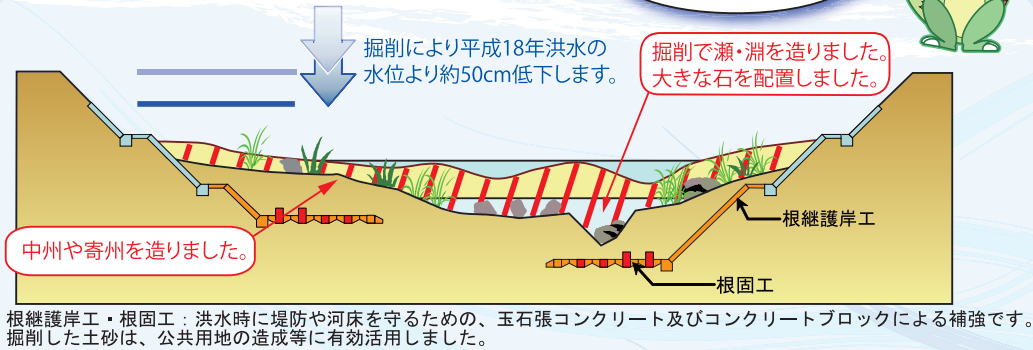 掘削により平成18年洪水の
水位より約50cm低下します。
掘削で瀬・淵を造りました。
大きな石を配置しました。
中州や寄州を造りました。
根継護岸工
根固工
根継護岸工・根固工：洪水時に堤防や河床を守るための、玉石張コンクリート及びコンクリートブロックによる補強です。
掘削した土砂は、公共用地の造成等に有効活用しました。